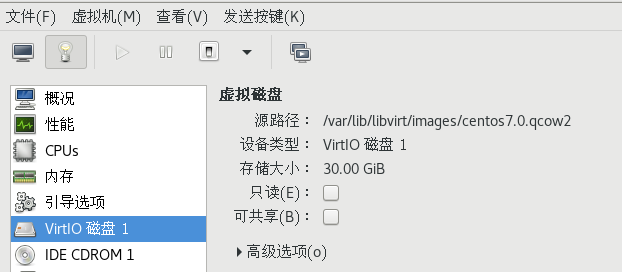 文件(F) 虚拟机(M) 查看(V) 发送按键(K)
概况
性能
CPUs
内存
引导选项
VirtIO 磁盘 1
IDE CDROM 1
虚拟磁盘
源路径： /var/lib/libvirt/images/centos7.0.qcow2
设备类型： VirtIO 磁盘 1
存储大小： 30.00 GiB
只读(E)：
可共享(B)：
高级选项(o)